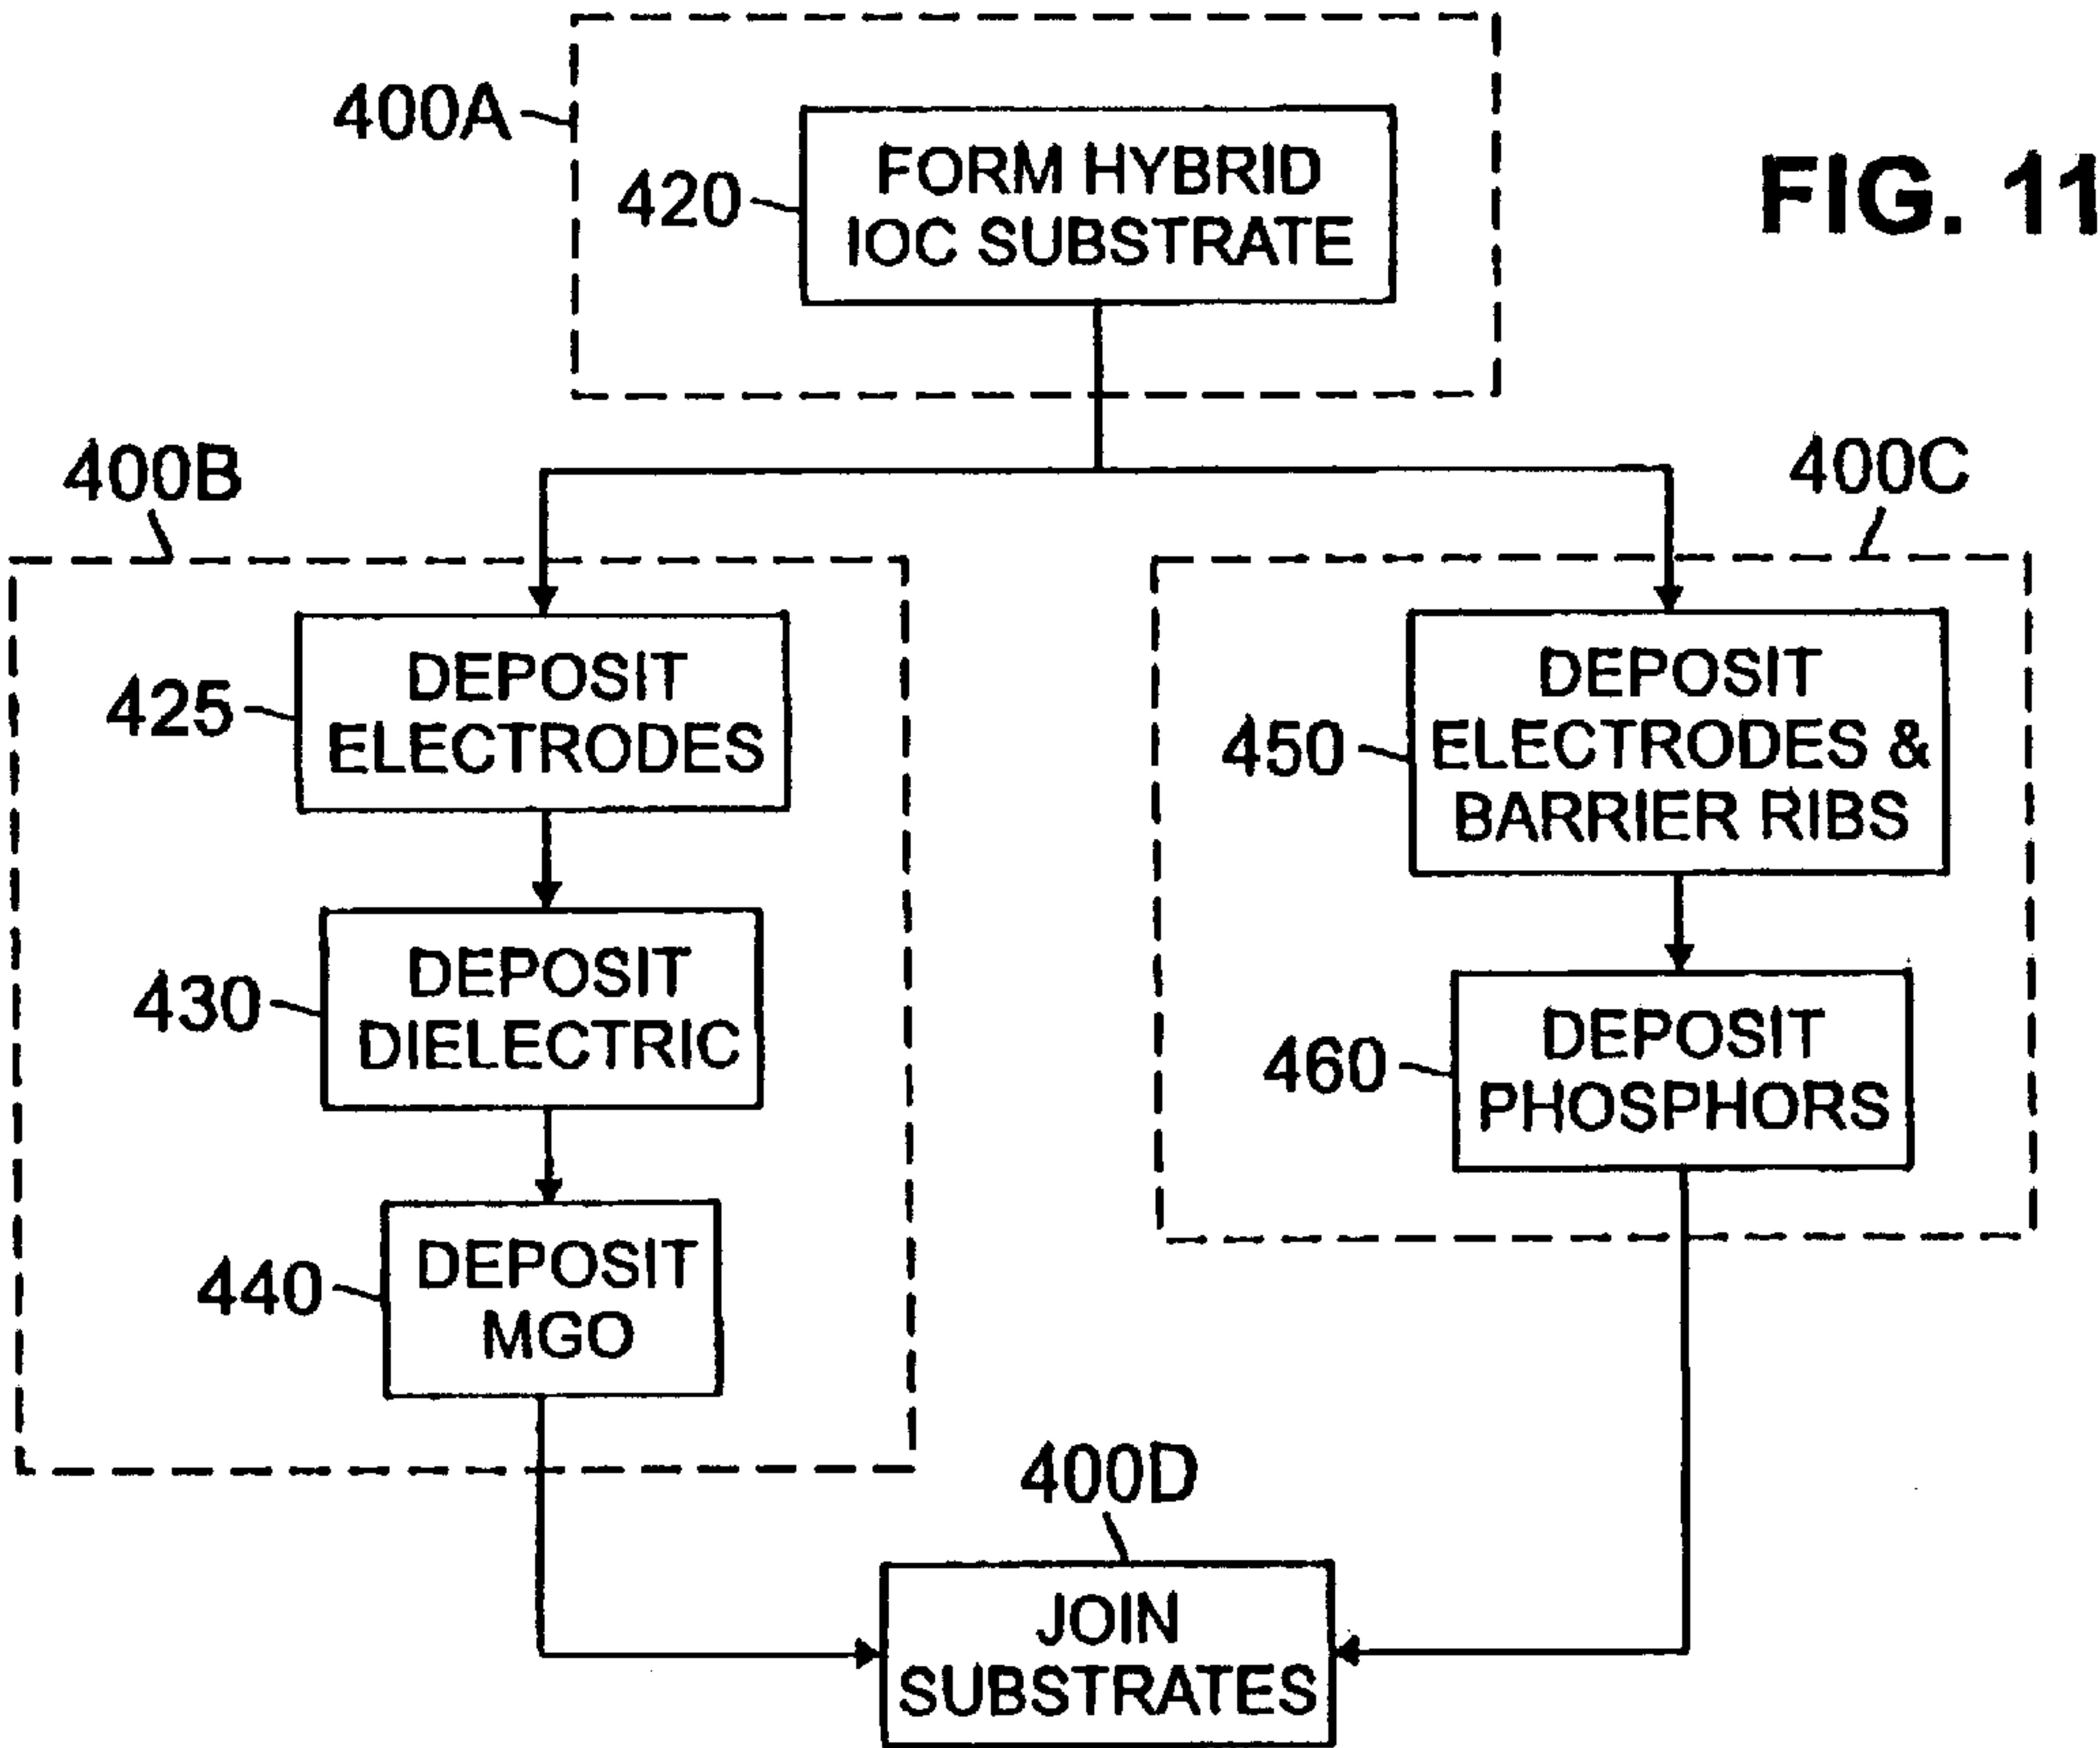 FIG. 11
400A
420
FORM HYBRID
IOC SUBSTRATE
400B
400C
425
DEPOSIT
ELECTRODES
450
DEPOSIT
ELECTRODES &
BARRIER RIBS
430
DEPOSIT
DIELECTRIC
460
DEPOSIT
PHOSPHORS
440
DEPOSIT
MGO
400D
JOIN
SUBSTRATES